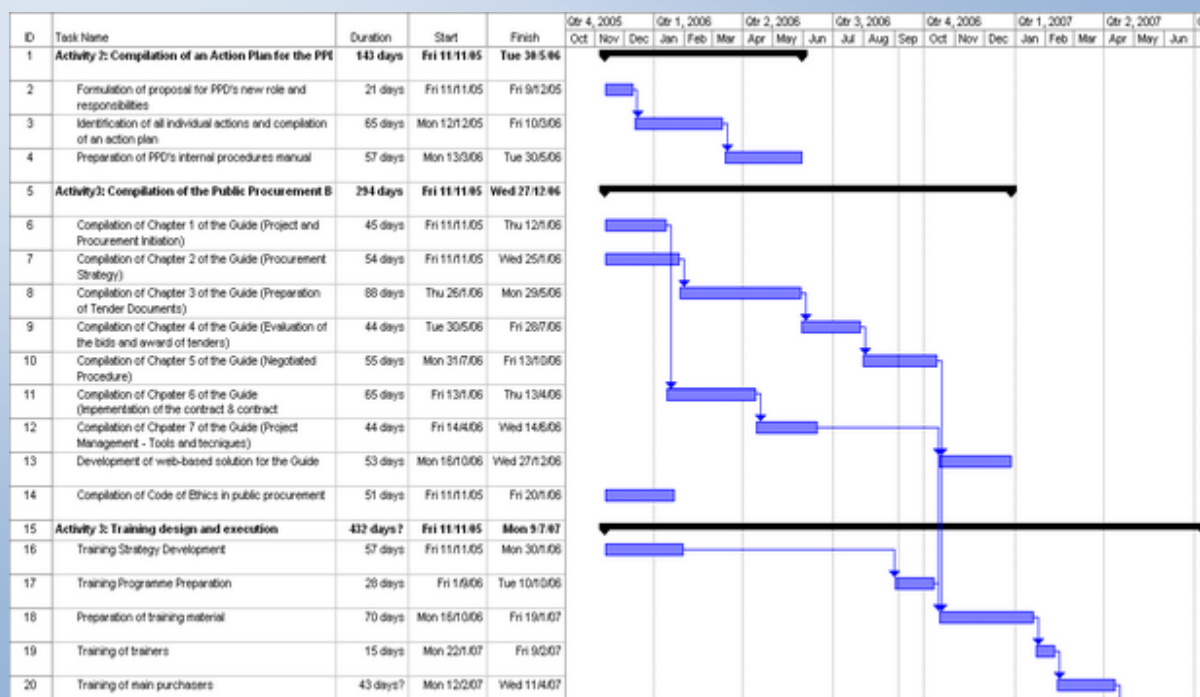 Qtr 4, 2005 Qtr 1, 2006 Qtr 2, 2006 Qtr 3, 2006 Qtr 4, 2006 Qtr 1, 2007 Qtr 2, 2007
ID Task Name Duration Start Finish Oct Nov Dec Jan Feb Mar Apr May Jun Jul Aug Sep Oct Nov Dec Jan Feb Mar Apr May Jun
1 Activity 2: Compilation of an Action Plan for the PPD 143 days Fri 11/11/05 Tue 30/5/06
2 Formulation of proposal for PPD's new role and 21 days Fri 11/11/05 Fri 9/12/05
responsibilities
3 Identification of all individual actions and compilation 65 days Mon 12/12/05 Fri 10/3/06
of an action plan
4 Preparation of PPD's internal procedures manual 57 days Mon 13/3/06 Tue 30/5/06
5 Activity3: Compilation of the Public Procurement B 294 days Fri 11/11/05 Wed 27/12/06
6 Compilation of Chapter 1 of the Guide (Project and 45 days Fri 11/11/05 Thu 12/1/06
Procurement Initiation)
7 Compilation of Chapter 2 of the Guide (Procurement 54 days Fri 11/11/05 Wed 25/1/06
Strategy)
8 Compilation of Chapter 3 of the Guide (Preparation 88 days Thu 26/1/06 Mon 29/5/06
of Tender Documents)
9 Compilation of Chapter 4 of the Guide (Evaluation of 44 days Tue 30/5/06 Fri 28/7/06
the bids and award of tenders)
10 Compilation of Chapter 5 of the Guide (Negotiated 55 days Mon 31/7/06 Fri 13/10/06
Procedure)
11 Compilation of Chpater 6 of the Guide 65 days Fri 13/1/06 Thu 13/4/06
(Impementation of the contract & contract
12 Compilation of Chpater 7 of the Guide (Project 44 days Fri 14/4/06 Wed 14/6/06
Management - Tools and tecniques)
13 Development of web-based solution for the Guide 53 days Mon 16/10/06 Wed 27/12/06
14 Compilation of Code of Ethics in public procurement 51 days Fri 11/11/05 Fri 20/1/06
15 Activity 3: Training design and execution 432 days? Fri 11/11/05 Mon 9/7/07
16 Training Strategy Development 57 days Fri 11/11/05 Mon 30/1/06
17 Training Programme Preparation 28 days Fri 1/9/06 Tue 10/10/06
18 Preparation of training material 70 days Mon 16/10/06 Fri 19/1/07
19 Training of trainers 15 days Mon 22/1/07 Fri 9/2/07
20 Training of main purchasers 43 days? Mon 12/2/07 Wed 11/4/07